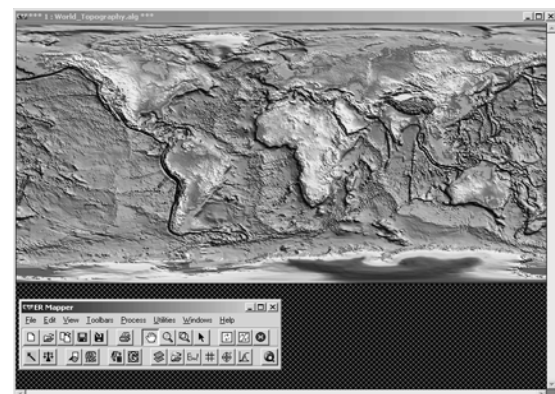 *** 1 : World_Topography.alg ***
ER Mapper
File Edit View Toolbars Process Utilities Windows Help